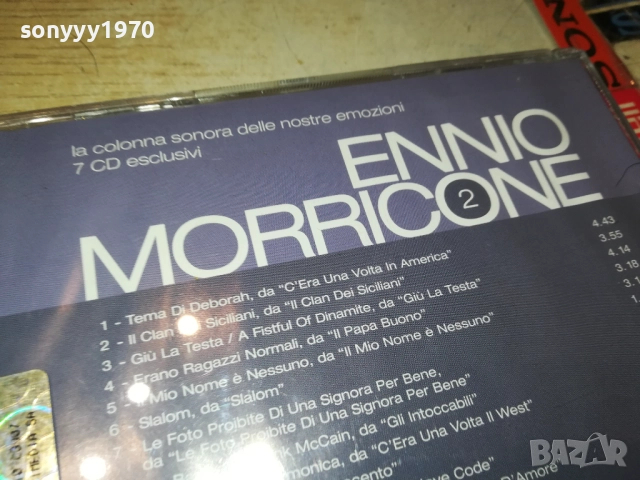 sonyyy1970
la colonna sonora delle nostre emozioni
7 CD esclusivi
ENNIO
MORRICONE
2
1 - Tema Di Deborah, da "C'Era Una Volta In America" 4.43
2 - Il Clan Dei Siciliani, da "Il Clan Dei Siciliani" 3.55
3 - Giù La Testa / A Fistful Of Dinamite, da "Giù La Testa" 4.14
4 - Erano Ragazzi Normali, da "Il Papa Buono" 3.18
5 - Il Mio Nome è Nessuno, da "Il Mio Nome è Nessuno"
6 - Slalom, da "Slalom"
7 Le Foto Proibite Di Una Signora Per Bene,
da "Le Foto Proibite Di Una Signora Per Bene"
McCain, da "Gli Intoccabili"
da "C'Era Una Volta Il West"
Code"
D'Amore"
BAZAR.bg